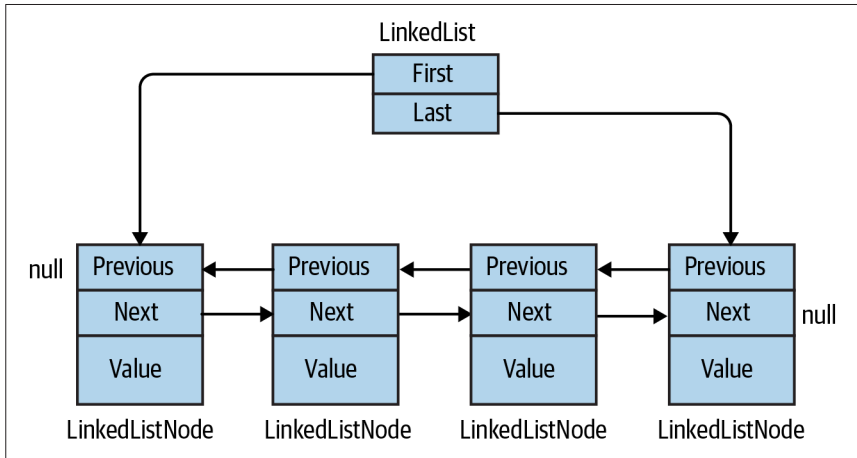 LinkedList
First
Last
null Previous Previous Previous Previous
Next Next Next Next null
Value Value Value Value
LinkedListNode LinkedListNode LinkedListNode LinkedListNode